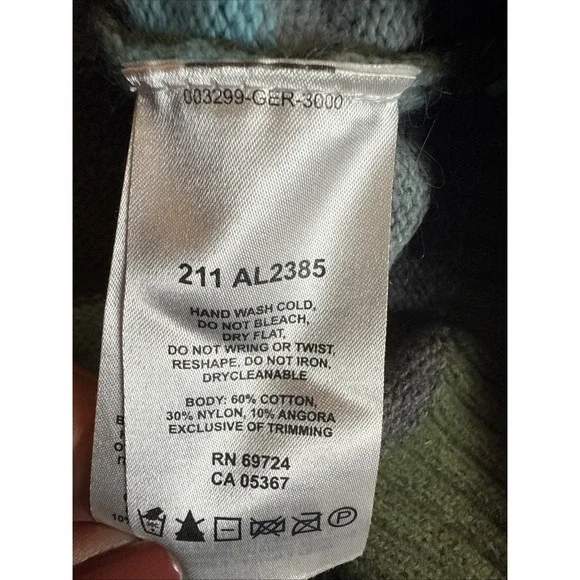 003299-GER-3000
211 AL2385
HAND WASH COLD,
DO NOT BLEACH,
DRY FLAT,
DO NOT WRING OR TWIST,
RESHAPE, DO NOT IRON,
DRYCLEANABLE
BODY: 60% COTTON,
30% NYLON, 10% ANGORA
EXCLUSIVE OF TRIMMING
RN 69724
CA 05367
P